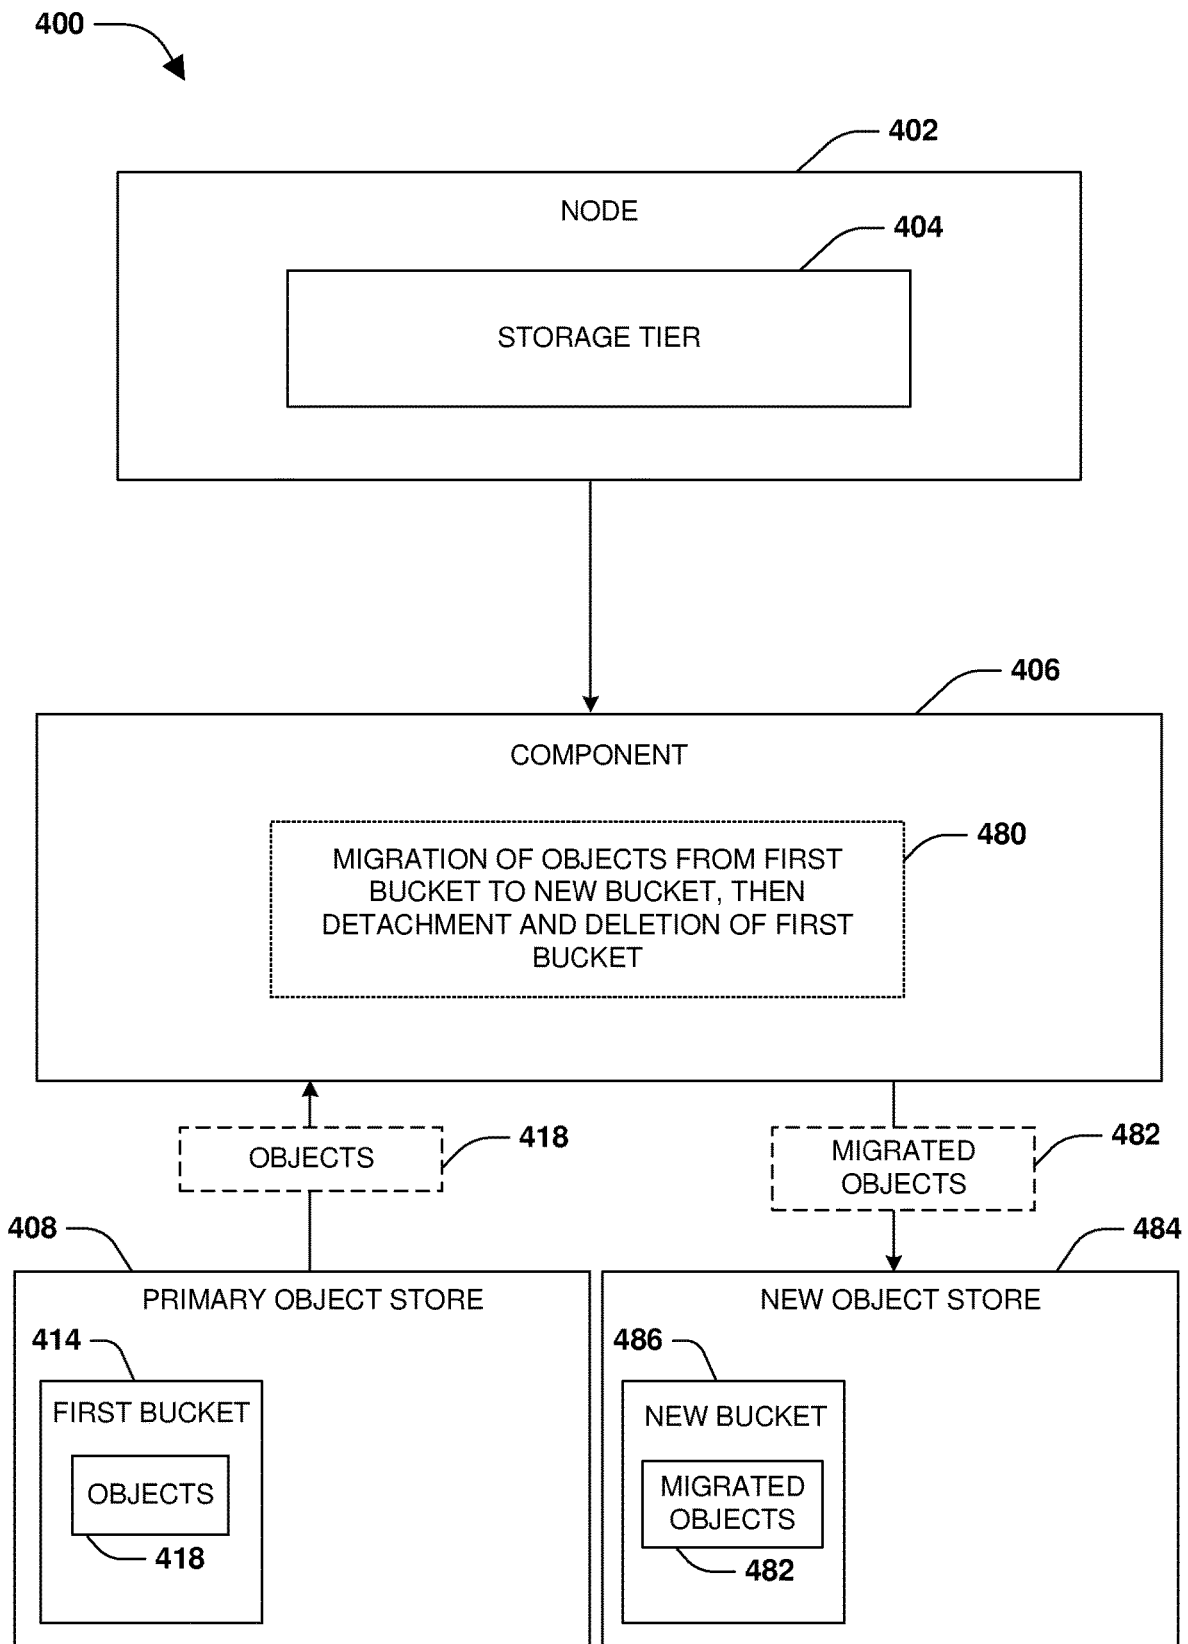 400
402
NODE
404
STORAGE TIER
406
COMPONENT
480
MIGRATION OF OBJECTS FROM FIRST
BUCKET TO NEW BUCKET, THEN
DETACHMENT AND DELETION OF FIRST
BUCKET
OBJECTS
418
MIGRATED
OBJECTS
482
408
484
PRIMARY OBJECT STORE
NEW OBJECT STORE
414
FIRST BUCKET
OBJECTS
418
486
NEW BUCKET
MIGRATED
OBJECTS
482